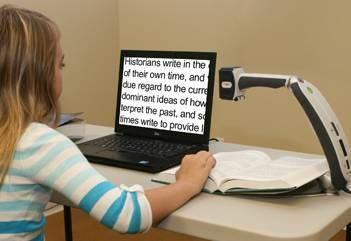 Historians write in the
of their own time, and
due regard to the curre
dominant ideas of how
terpret the past, and so
times write to provide